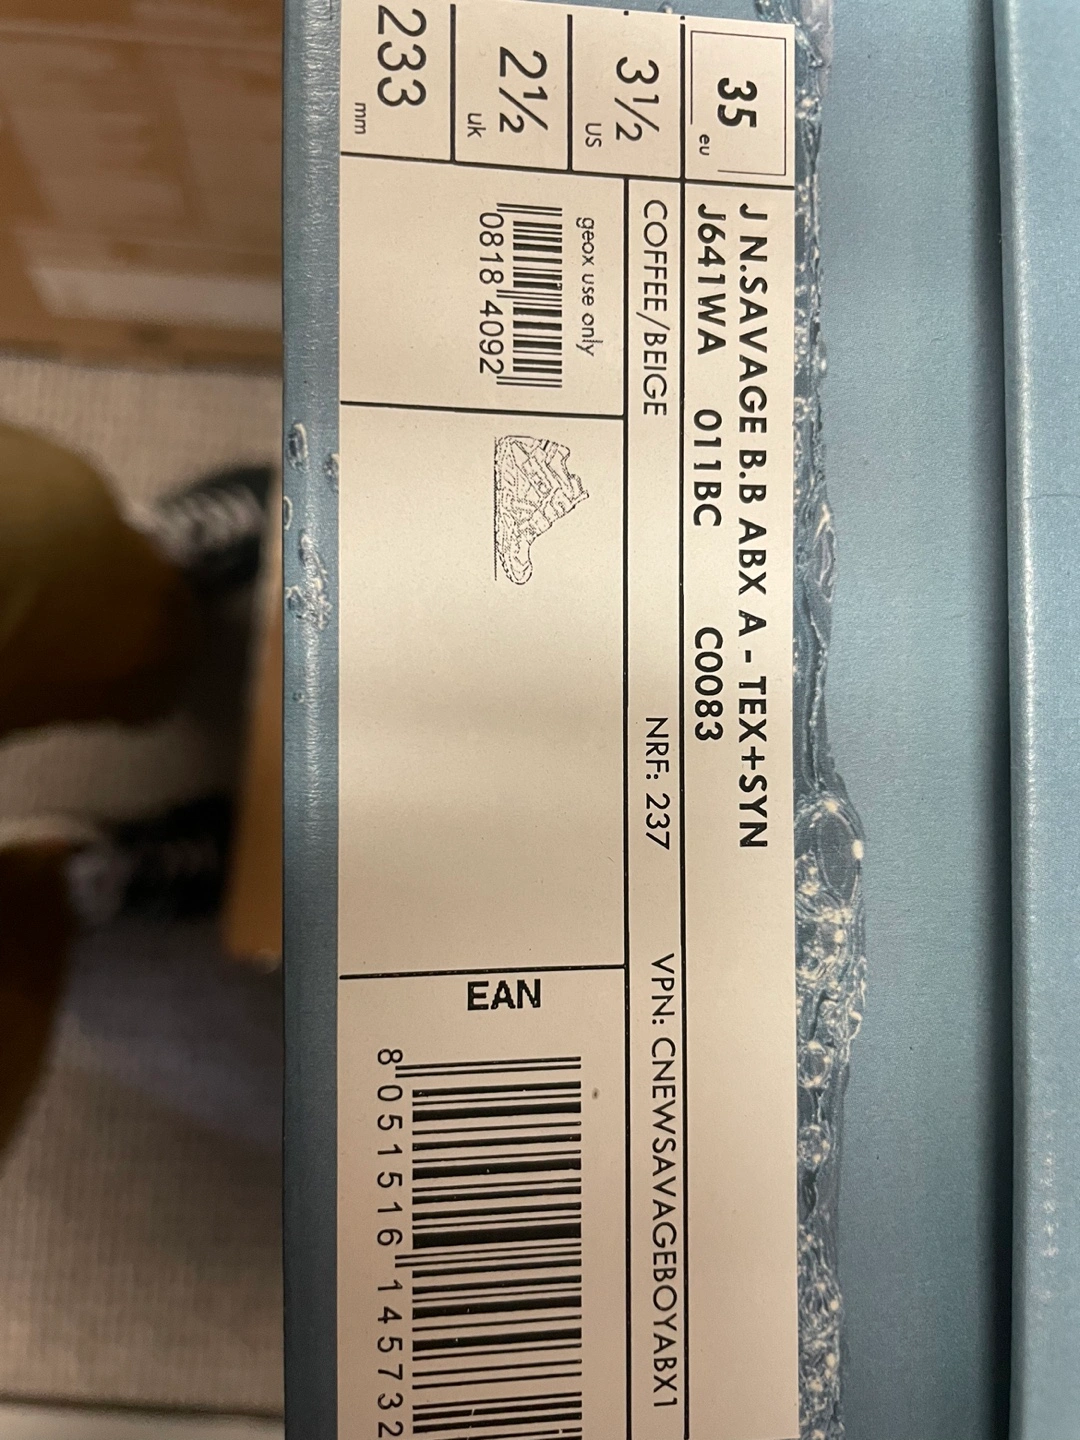 35 eu
J N.SAVAGE B.B ABX A - TEX+SYN
J641WA 011BC C0083
3½ US
COFFEE/BEIGE NRF: 237 VPN: CNEWSAVAGEBOYABX1
2½ uk
geox use only
0818 4092
EAN
233 mm
8 051516 145732